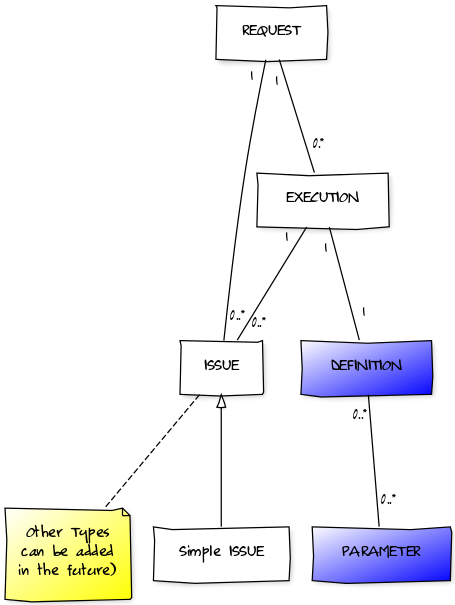 REQUEST
1
1
0..*
EXECUTION
1
1
0..*
0..*
1
ISSUE
DEFINITION
0..*
0..*
Other Types
can be added
in the future)
Simple ISSUE
PARAMETER